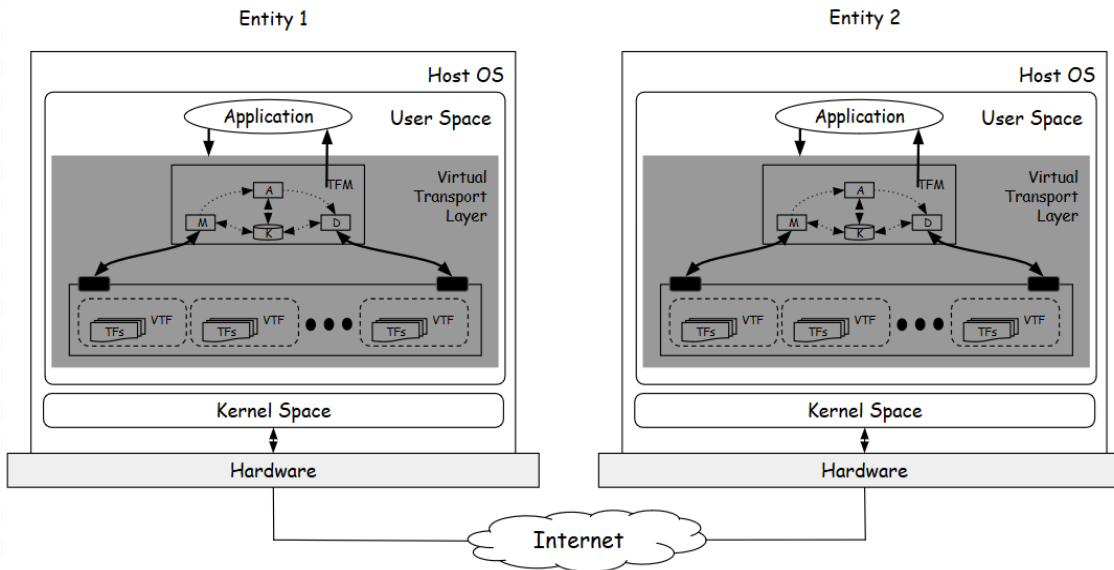 Entity 1
Host OS
User Space
Application
Virtual
Transport
Layer
TFM
A
M
D
K
TFs
VTF
TFs
VTF
TFs
VTF
Kernel Space
Hardware
Entity 2
Host OS
User Space
Application
Virtual
Transport
Layer
TFM
A
M
D
K
TFs
VTF
TFs
VTF
TFs
VTF
Kernel Space
Hardware
Internet